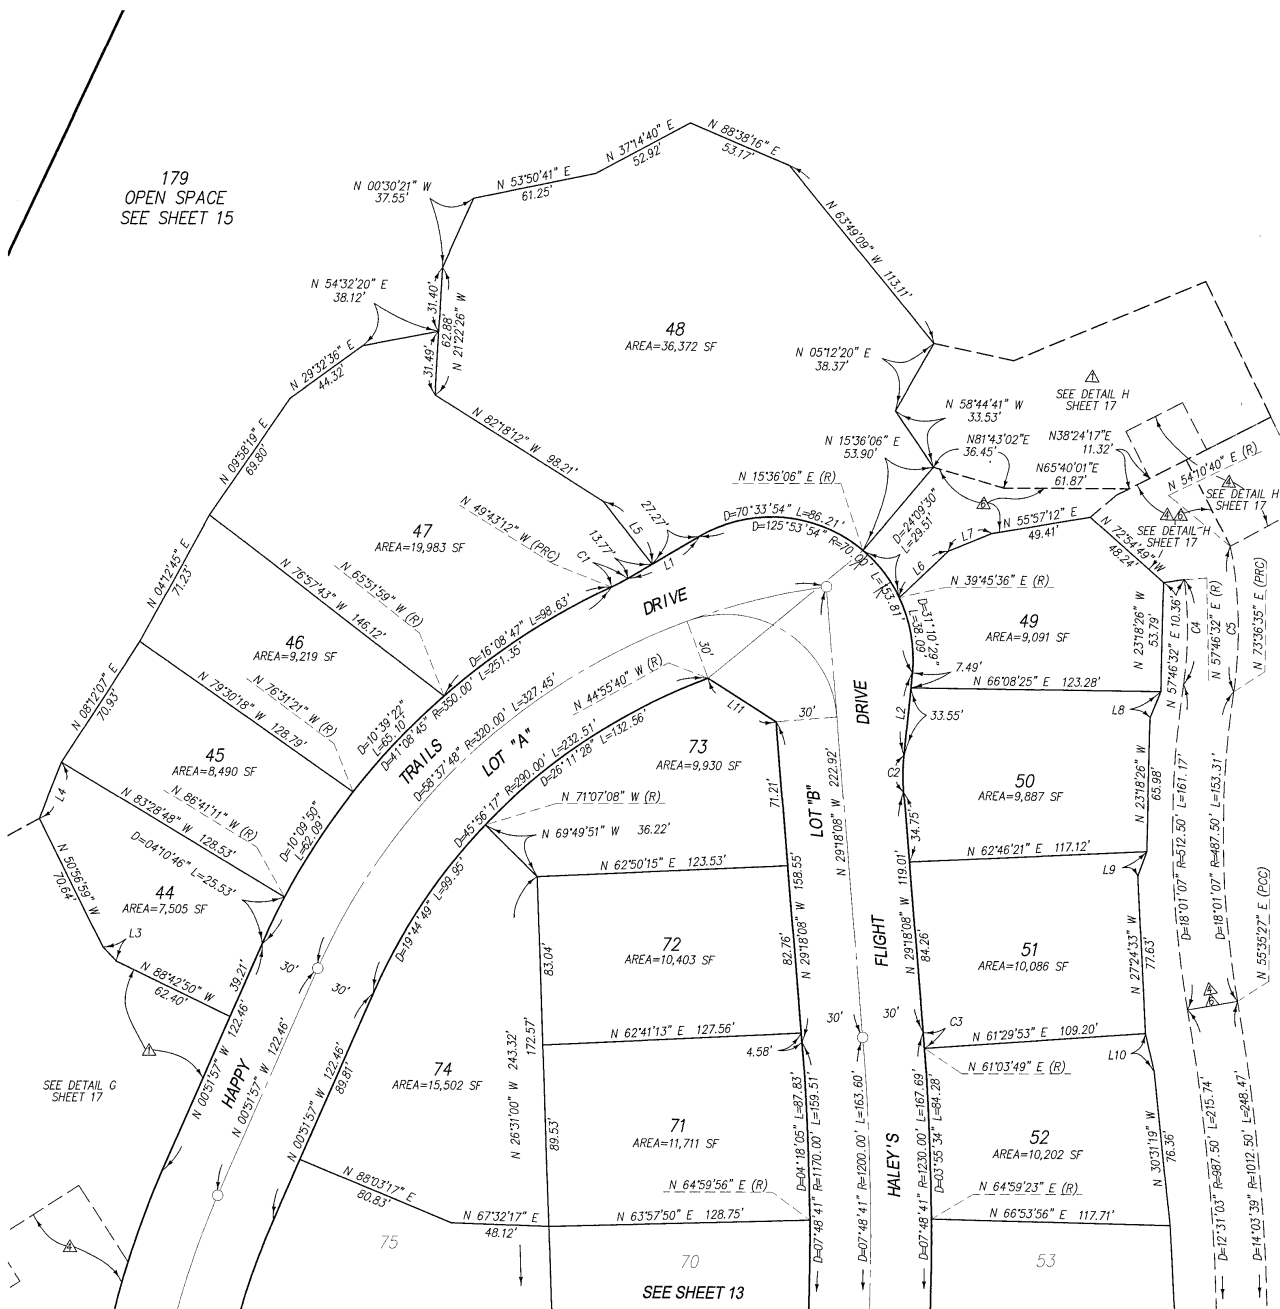 179
OPEN SPACE
SEE SHEET 15
N 37°14'40" E
52.92'
N 88°38'16" E
53.17'
N 53°50'41" E
61.25'
N 00°30'21" W
37.55'
N 63°49'09" W 113.11'
N 54°32'20" E
38.12'
31.40'
62.88'
N 21°22'26" W
31.49'
48
AREA=36,372 SF
N 29°32'36" E
44.32'
N 05°12'20" E
38.37'
1
SEE DETAIL H
SHEET 17
N 58°44'41" W
33.53'
N 82°18'12" W 98.21'
N 09°58'19" E
69.80'
N 15°36'06" E
53.90'
N81°43'02"E
36.45'
N38°24'17"E
11.32'
N65°40'01"E
61.87'
N 54°10'40" E (R)
N 15°36'06" E (R)
4
SEE DETAIL H
SHEET 17
6
4 6
SEE DETAIL H
SHEET 17
27.27'
L5
D=70°33'54" L=86.21'
D=125°53'54" R=70.00' L=153.81'
D=24°09'30"
L=29.51'
N 55°57'12" E
49.41'
N 72°54'49" W
48.24'
L7
L6
47
AREA=19,983 SF
N 49°43'12" W (PRC)
13.77'
C1
L1
N 04°12'45" E
71.23'
N 76°57'43" W 146.12'
N 65°51'59" W (R)
D=16°08'47" L=98.63'
D=41°08'45" R=350.00' L=251.35'
DRIVE
N 39°45'36" E (R)
49
AREA=9,091 SF
D=31°10'29"
L=38.09'
N 23°18'26" W
53.79'
N 57°46'32" E 10.36'
C4
N 57°46'32" E (R)
C5
N 73°36'35" E (PRC)
46
AREA=9,219 SF
30'
N 44°55'40" W (R)
7.49'
N 66°08'25" E 123.28'
N 08°12'07" E
70.93'
N 79°30'18" W 128.79'
N 76°31'21" W (R)
D=10°39'22"
L=65.10'
TRAILS
D=58°37'48" R=320.00' L=327.45'
LOT "A"
L11
30'
DRIVE
L2
33.55'
L8
45
AREA=8,490 SF
73
AREA=9,930 SF
C2
50
AREA=9,887 SF
N 23°18'26" W
65.98'
L4
N 83°28'48" W 128.53'
N 86°41'11" W (R)
D=10°09'50"
L=62.09'
D=45°56'17" R=290.00' L=232.51'
D=26°11'28" L=132.56'
71.21'
LOT "B"
N 29°18'08" W 222.92'
34.75'
N 71°07'08" W (R)
N 69°49'51" W 36.22'
D=04°10'46" L=25.53'
N 50°56'59" W
70.64'
N 62°50'15" E 123.53'
N 62°46'21" E 117.12'
L9
44
AREA=7,505 SF
D=19°44'49" L=99.95'
158.55'
N 29°18'08" W
82.76'
119.01'
N 29°18'08" W
84.26'
FLIGHT
D=18°01'07" R=512.50' L=161.17'
D=18°01'07" R=487.50' L=153.31'
L3
N 88°42'50" W
62.40'
39.21'
30'
30'
83.04'
72
AREA=10,403 SF
51
AREA=10,086 SF
N 27°24'33" W
77.63'
N 55°35'27" E (PCC)
4
6
N 00°51'57" W 122.46'
HAPPY
N 00°51'57" W 122.46'
N 00°51'57" W 122.46'
89.81'
N 62°41'13" E 127.56'
4.58'
30'
30'
C3
N 61°29'53" E 109.20'
L10
N 61°03'49" E (R)
1
SEE DETAIL G
SHEET 17
74
AREA=15,502 SF
N 26°31'00" W 243.32'
172.57'
89.53'
71
AREA=11,711 SF
D=04°18'05" L=87.83'
D=07°48'41" R=1170.00' L=159.51'
D=07°48'41" R=1200.00' L=163.60'
HALEY'S
D=07°48'41" R=1230.00' L=167.69'
D=03°55'34" L=84.28'
52
AREA=10,202 SF
N 30°31'19" W
76.36'
D=12°31'03" R=987.50' L=215.74'
D=14°03'39" R=1012.50' L=248.47'
N 88°03'17" E
80.83'
N 64°59'56" E (R)
N 64°59'23" E (R)
N 67°32'17" E
48.12'
N 63°57'50" E 128.75'
N 66°53'56" E 117.71'
4
75
70
53
SEE SHEET 13